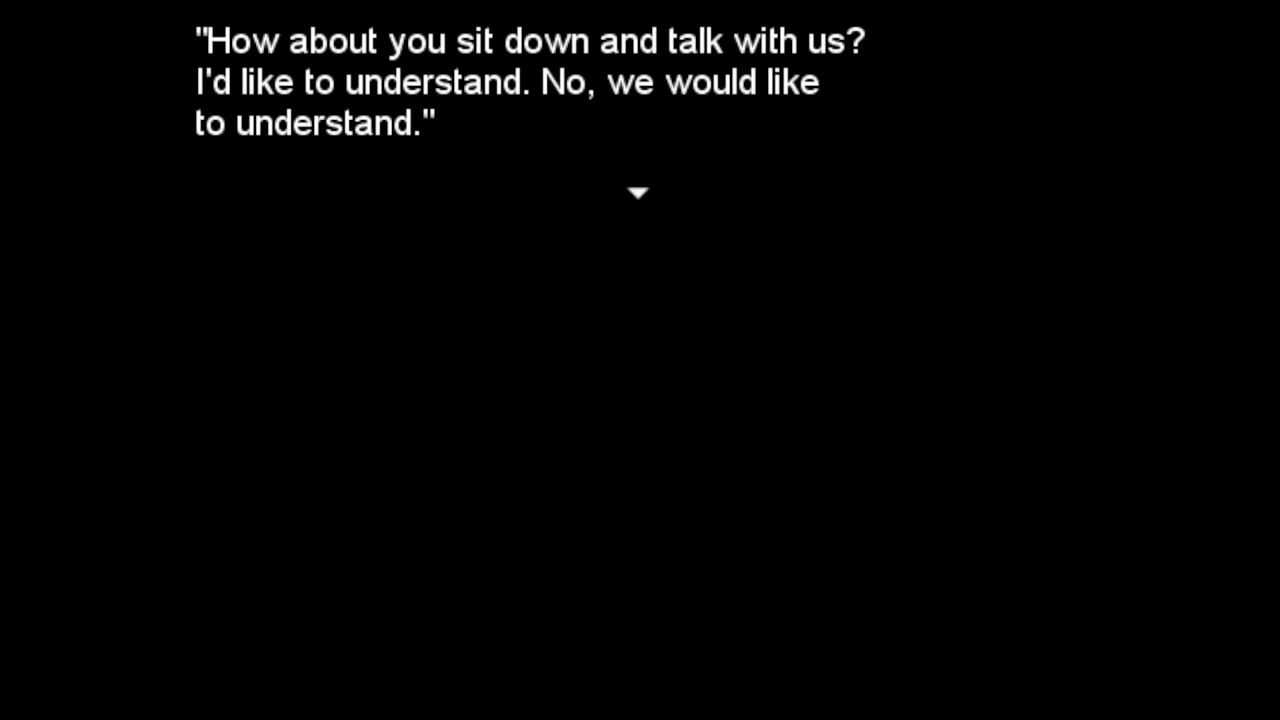 "How about you sit down and talk with us?
I'd like to understand. No, we would like
to understand."